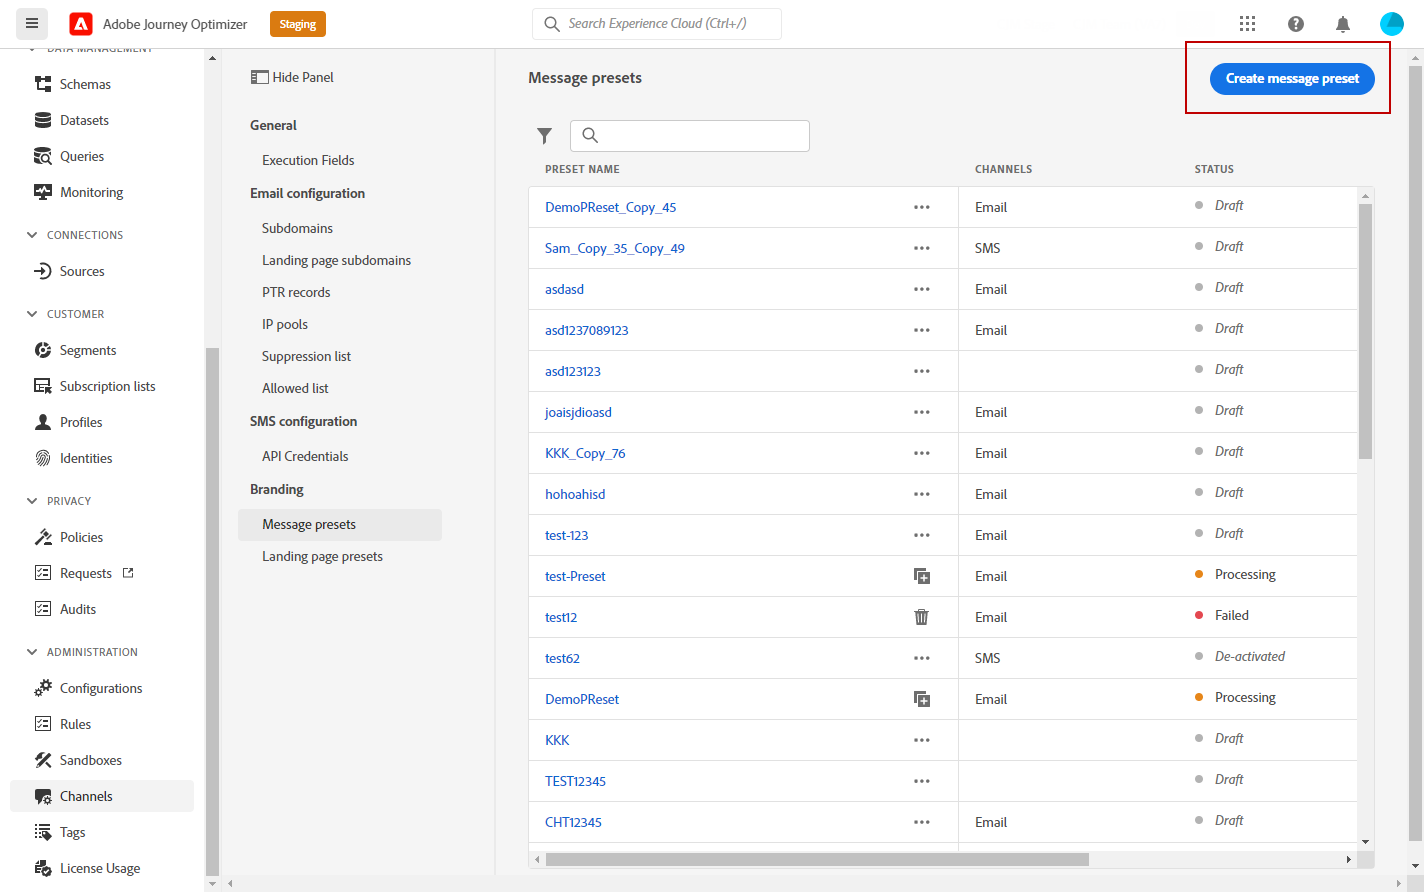 Adobe Journey Optimizer
Staging
Search Experience Cloud (Ctrl+/)
DATA MANAGEMENT
Schemas
Datasets
Queries
Monitoring
CONNECTIONS
Sources
CUSTOMER
Segments
Subscription lists
Profiles
Identities
PRIVACY
Policies
Requests
Audits
ADMINISTRATION
Configurations
Rules
Sandboxes
Channels
Tags
License Usage
Hide Panel
General
Execution Fields
Email configuration
Subdomains
Landing page subdomains
PTR records
IP pools
Suppression list
Allowed list
SMS configuration
API Credentials
Branding
Message presets
Landing page presets
Message presets
Create message preset
PRESET NAME CHANNELS STATUS
DemoPReset_Copy_45 Email Draft
Sam_Copy_35_Copy_49 SMS Draft
asdasd Email Draft
asd1237089123 Email Draft
asd123123 Draft
joaisjdioasd Email Draft
KKK_Copy_76 Email Draft
hohoahisd Email Draft
test-123 Email Draft
test-Preset Email Processing
test12 Email Failed
test62 SMS De-activated
DemoPReset Email Processing
KKK Draft
TEST12345 Draft
CHT12345 Email Draft